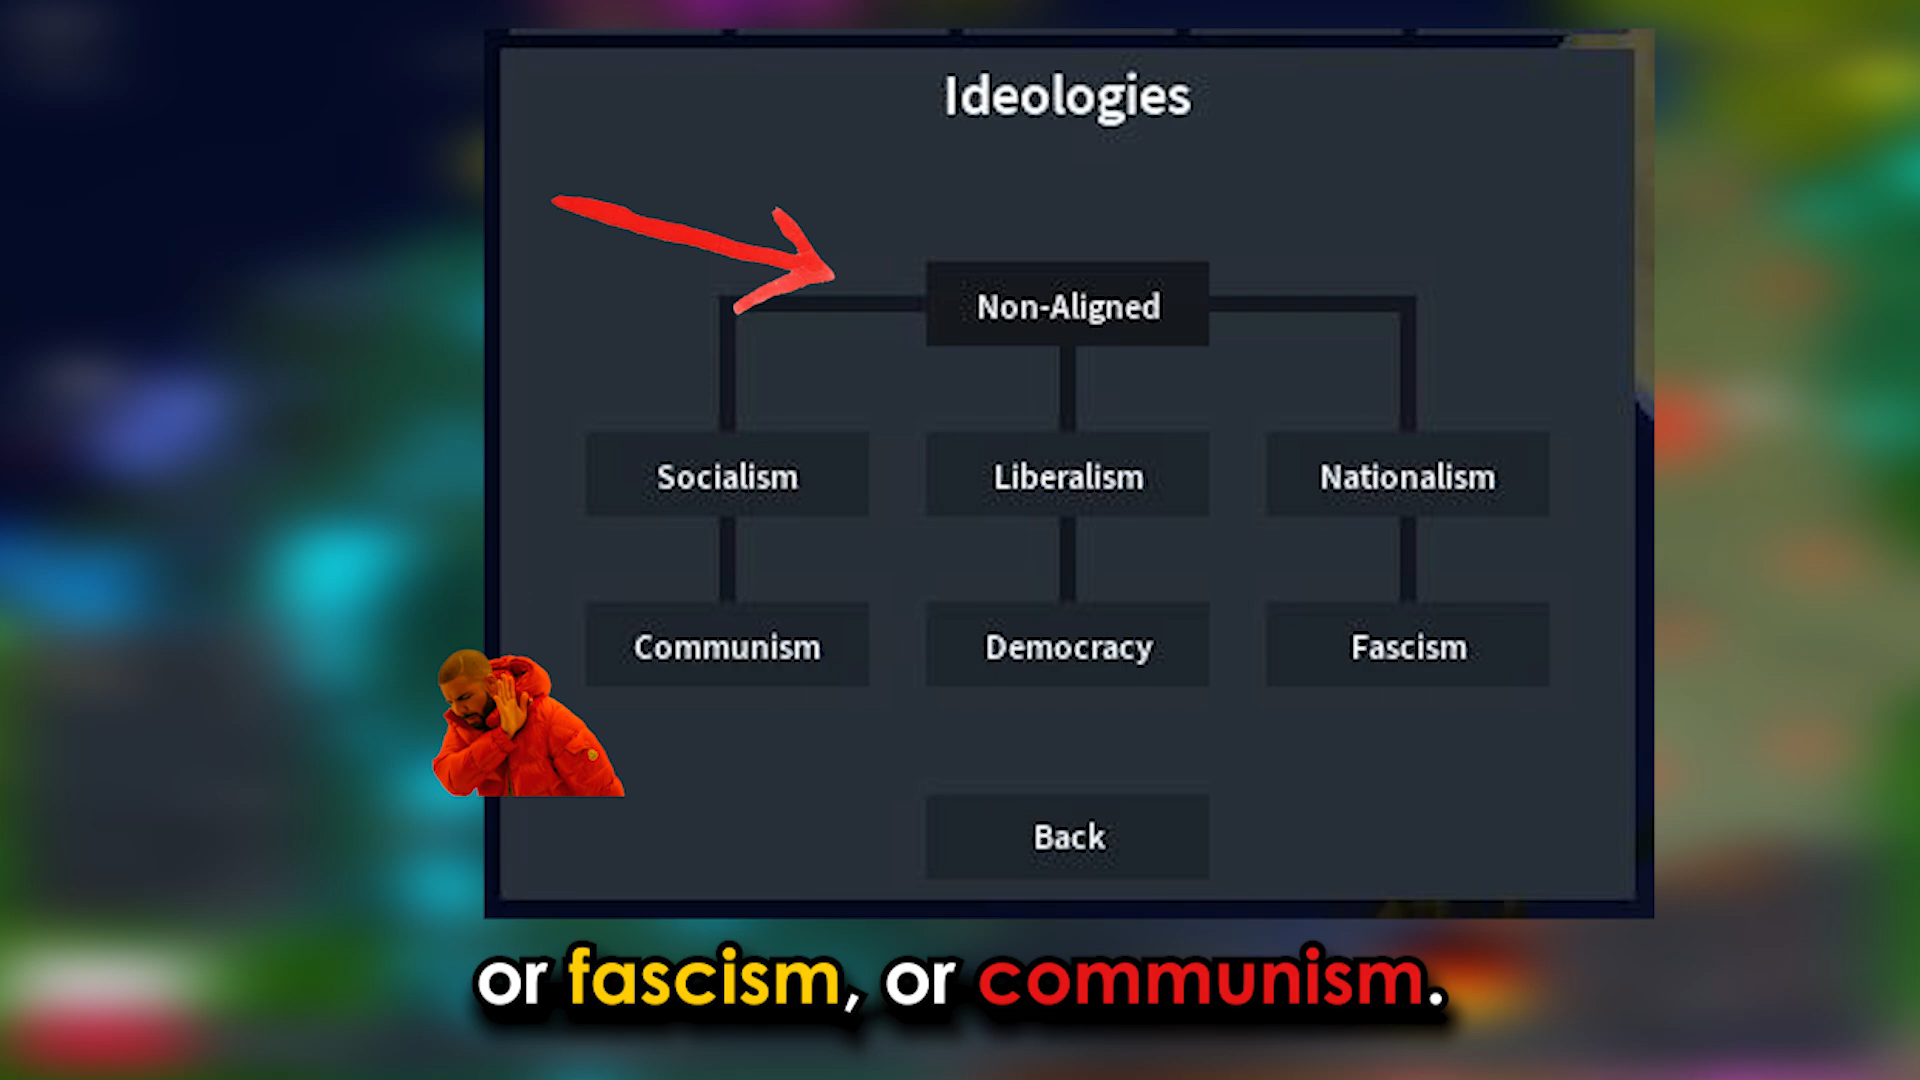 Ideologies
Non-Aligned
Socialism Liberalism Nationalism
Communism Democracy Fascism
Back
or fascism, or communism.